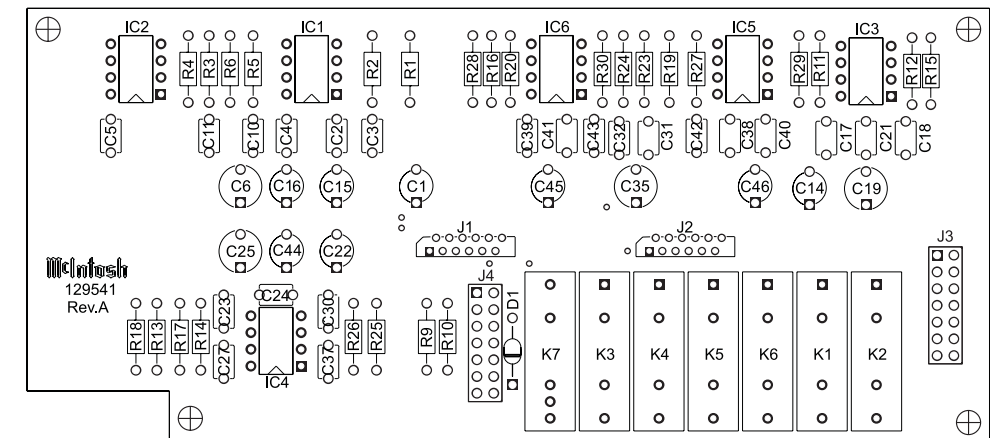 IC2
IC1
IC6
IC5
IC3
R4
R3
R6
R5
R2
R1
R28
R16
R20
R30
R24
R23
R19
R27
R29
R11
R12
R15
C5
C11
C10
C4
C2
C3
C39
C41
C43
C32
C31
C42
C38
C40
C17
C21
C18
C6
C16
C15
C1
C45
C35
C46
C14
C19
J1
J2
J3
C25
C44
C22
McIntosh
129541
Rev.A
J4
D1
C23
C24
C30
R18
R13
R17
R14
C27
C37
R26
R25
R9
R10
IC4
K7
K3
K4
K5
K6
K1
K2